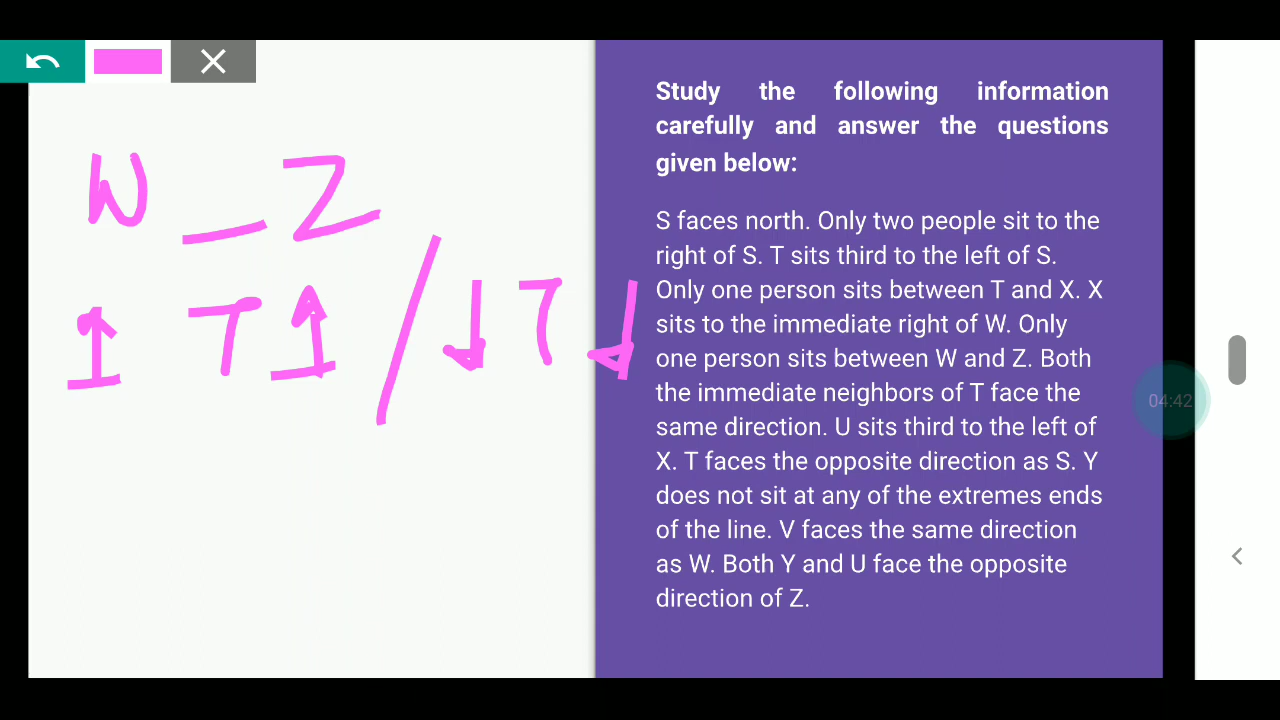 W _ Z
↑ T ↑ / ↓ T ↓
Study the following information
carefully and answer the questions
given below:
S faces north. Only two people sit to the
right of S. T sits third to the left of S.
Only one person sits between T and X. X
sits to the immediate right of W. Only
one person sits between W and Z. Both
the immediate neighbors of T face the
same direction. U sits third to the left of
X. T faces the opposite direction as S. Y
does not sit at any of the extremes ends
of the line. V faces the same direction
as W. Both Y and U face the opposite
direction of Z.
04:42